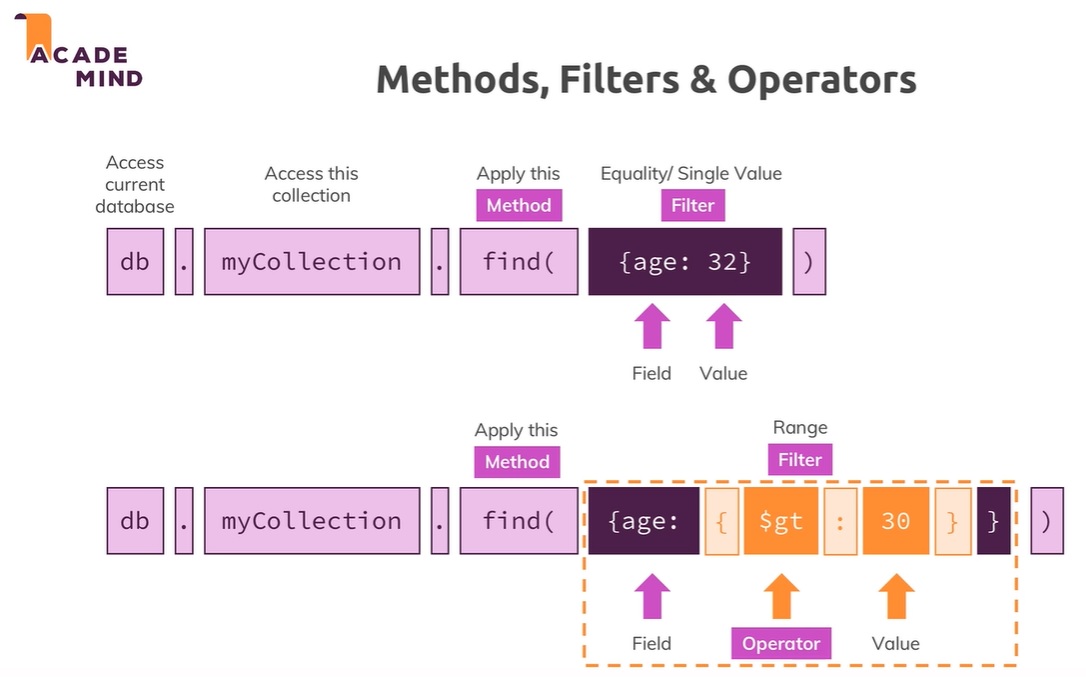 ACADE
MIND
Methods, Filters & Operators
Access
current
database
Access this
collection
Apply this
Method
Equality/ Single Value
Filter
db . myCollection . find( {age: 32} )
Field Value
Apply this
Method
Range
Filter
db . myCollection . find( {age: { $gt : 30 } } )
Field Operator Value